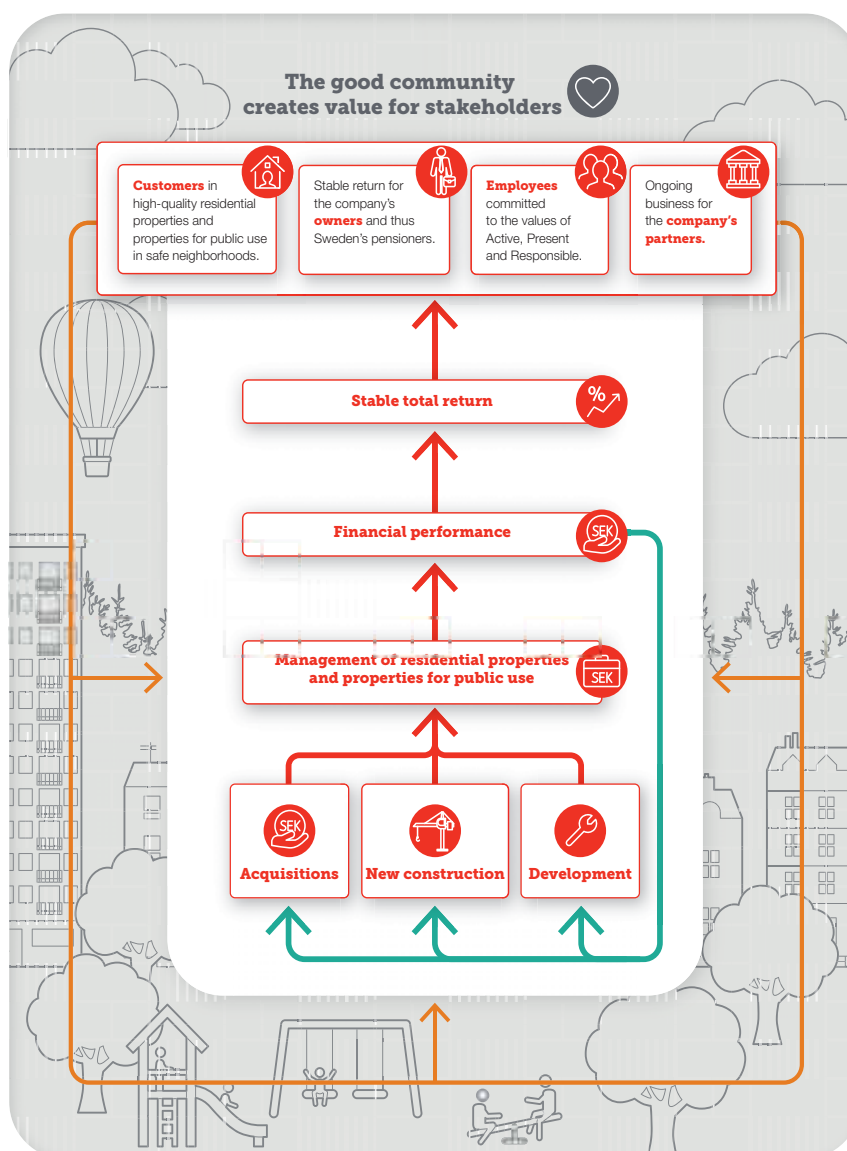 The good community
creates value for stakeholders
Customers in
high-quality residential
properties and
properties for public use
in safe neighborhoods.
Stable return for
the company's
owners and thus
Sweden's pensioners.
Employees
committed
to the values of
Active, Present
and Responsible.
Ongoing
business for
the company's
partners.
Stable total return
%
Financial performance
SEK
Management of residential properties
and properties for public use
SEK
SEK
Acquisitions
New construction
Development